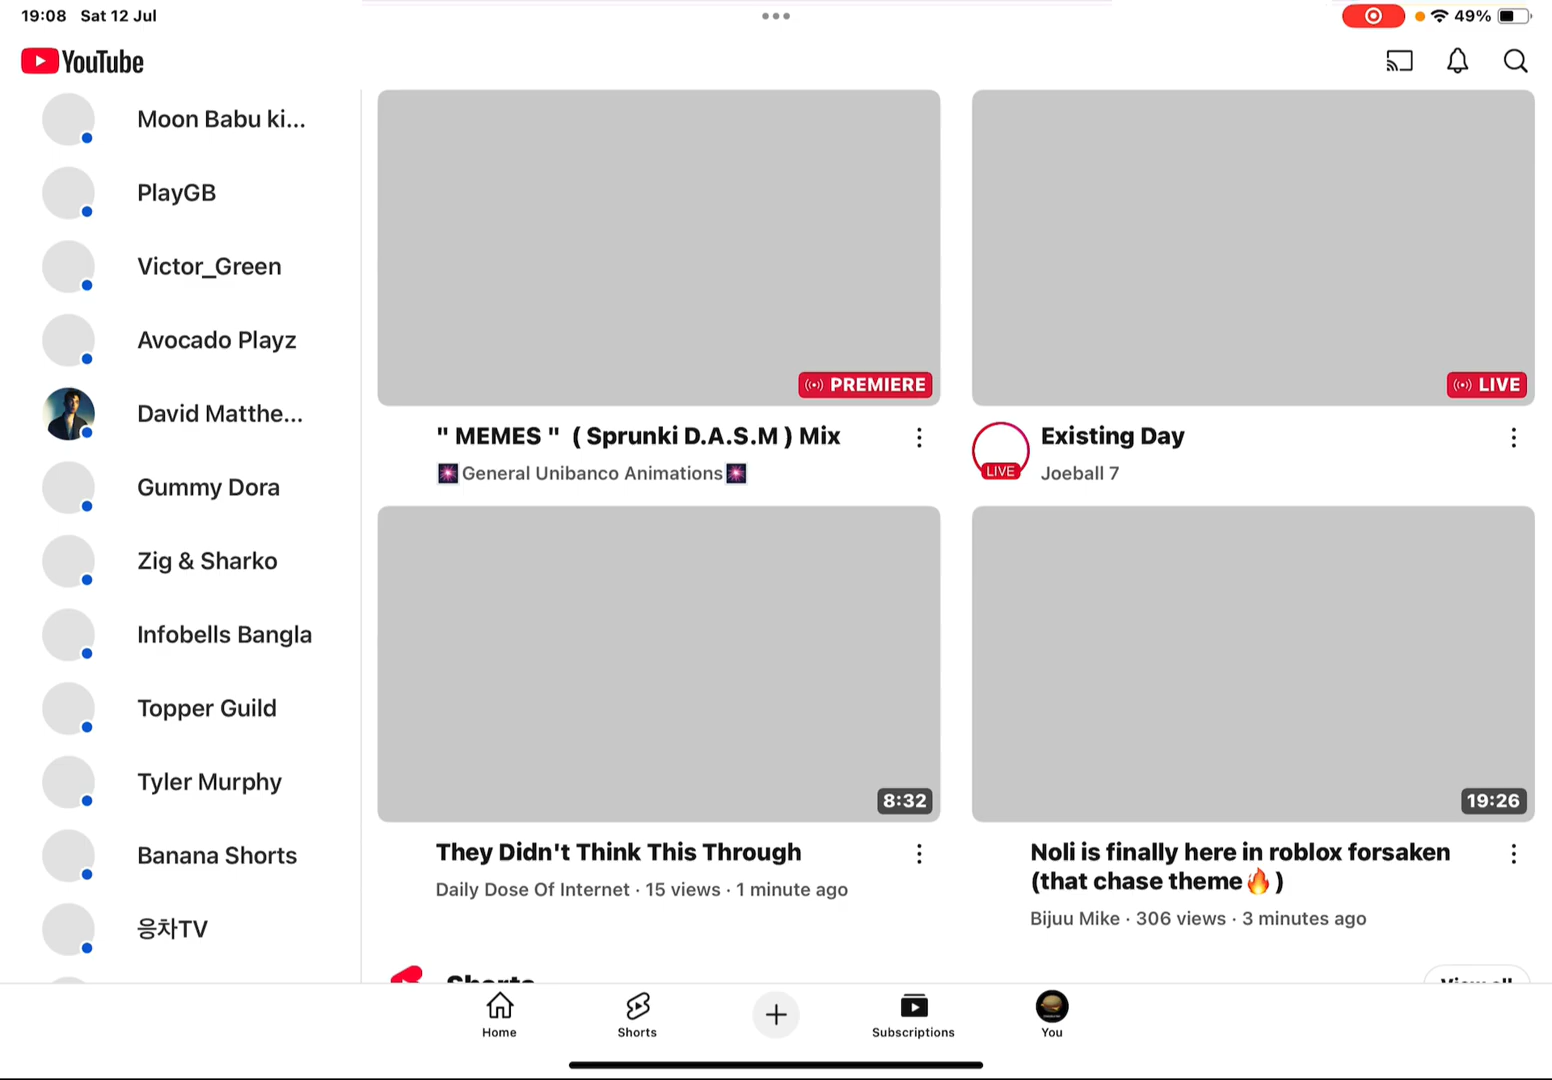 19:08 Sat 12 Jul
49%
YouTube
Moon Babu ki...
PlayGB
Victor_Green
Avocado Playz
David Matthe...
Gummy Dora
Zig & Sharko
Infobells Bangla
Topper Guild
Tyler Murphy
Banana Shorts
응차TV
PREMIERE
" MEMES " ( Sprunki D.A.S.M ) Mix
🎆General Unibanco Animations🎆
LIVE
LIVE
Existing Day
Joeball 7
8:32
They Didn't Think This Through
Daily Dose Of Internet · 15 views · 1 minute ago
19:26
Noli is finally here in roblox forsaken
(that chase theme🔥)
Bijuu Mike · 306 views · 3 minutes ago
Shorts
View all
Home
Shorts
Subscriptions
You